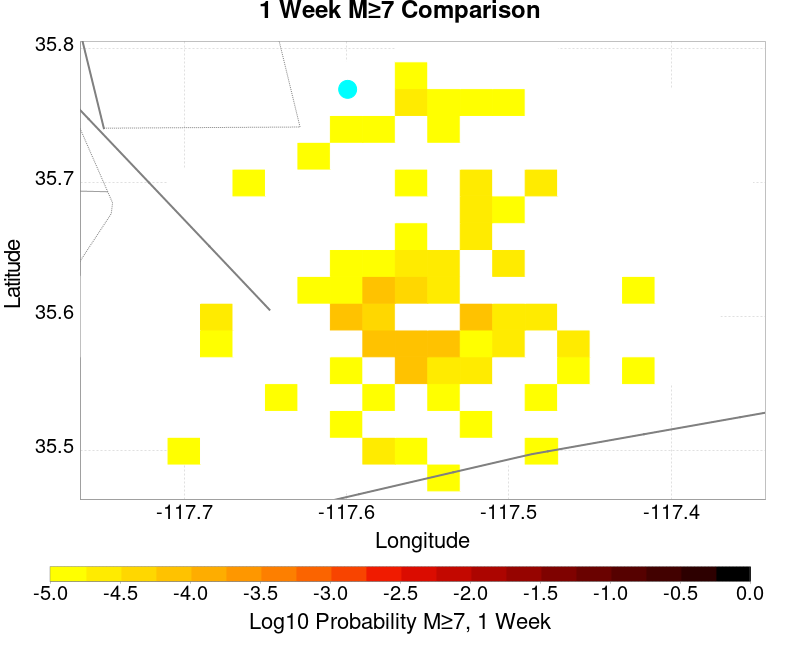 1 Week M≥7 Comparison
35.8
35.7
35.6
35.5
Latitude
-117.7 -117.6 -117.5 -117.4
Longitude
-5.0 -4.5 -4.0 -3.5 -3.0 -2.5 -2.0 -1.5 -1.0 -0.5 0.0
Log10 Probability M≥7, 1 Week